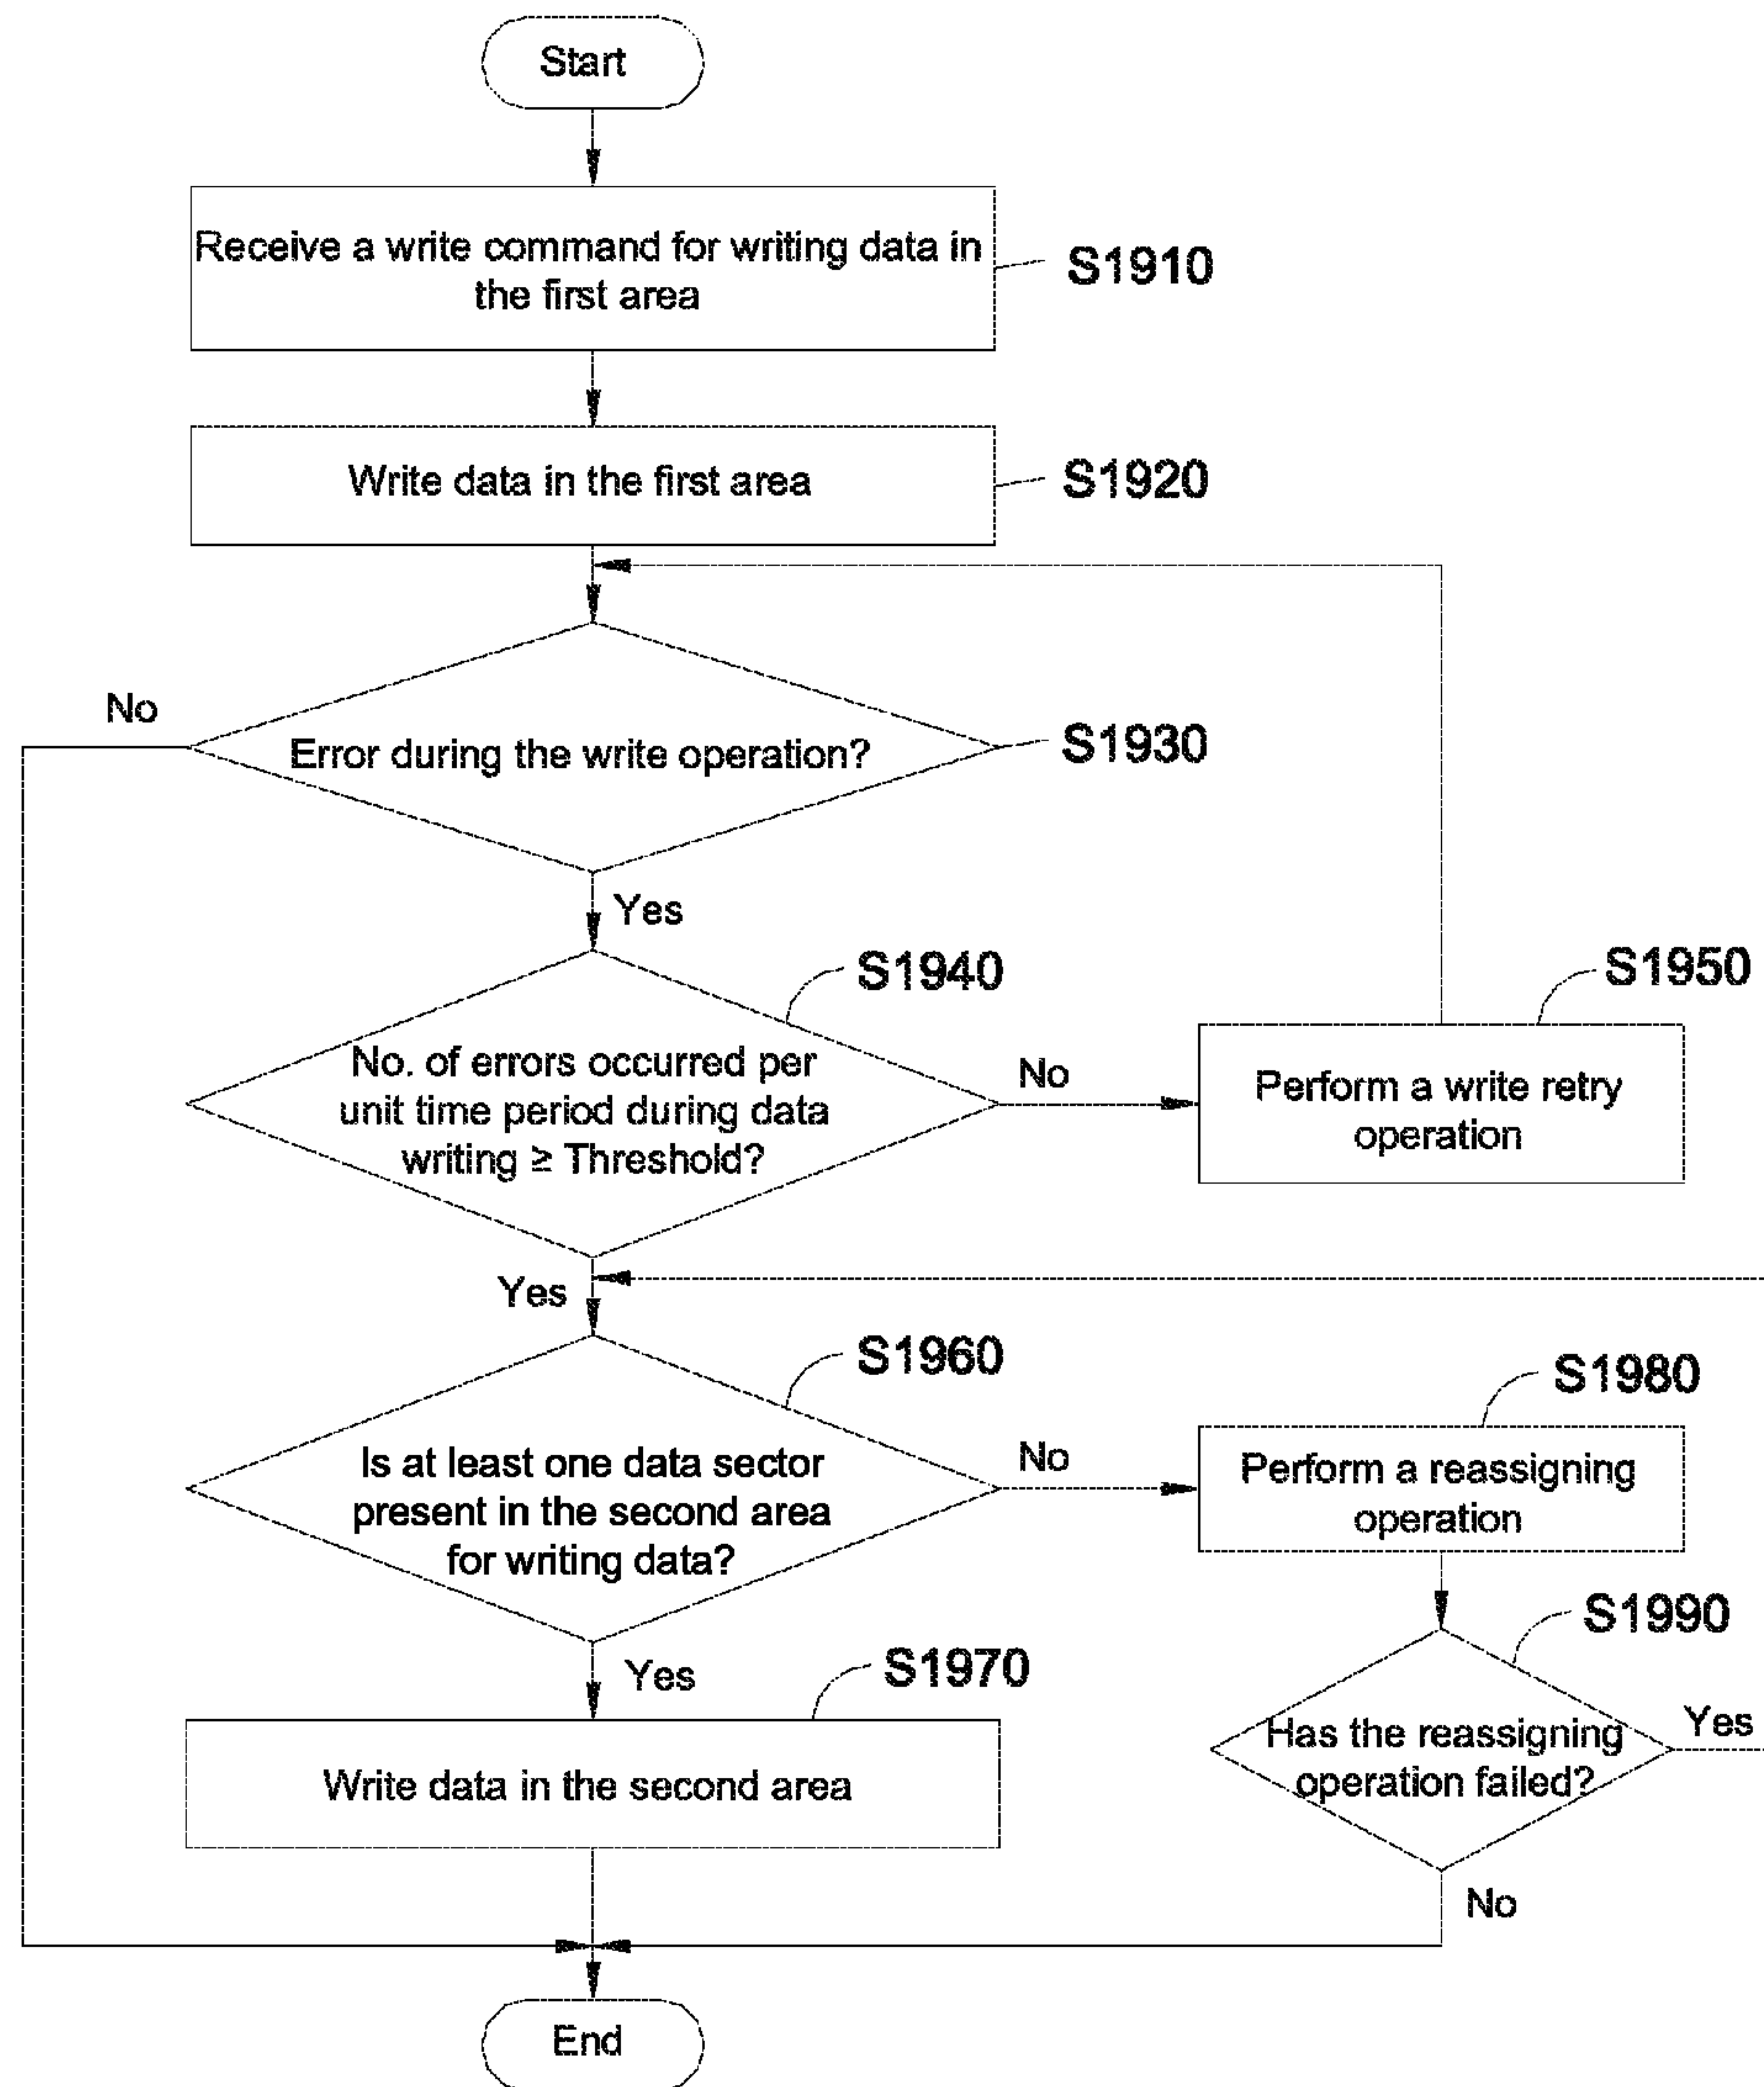 Start
Receive a write command for writing data in
the first area
S1910
Write data in the first area
S1920
No
Error during the write operation?
S1930
Yes
S1940
No. of errors occurred per
unit time period during data
writing ≥ Threshold?
No
S1950
Perform a write retry
operation
Yes
S1960
Is at least one data sector
present in the second area
for writing data?
No
S1980
Perform a reassigning
operation
S1990
Has the reassigning
operation failed?
Yes
No
Yes
S1970
Write data in the second area
End